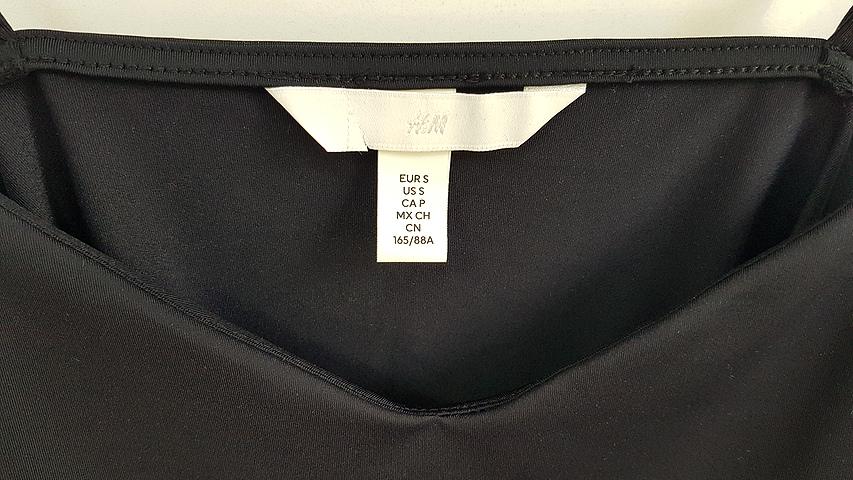 H&M
EUR S
US S
CA P
MX CH
CN
165/88A